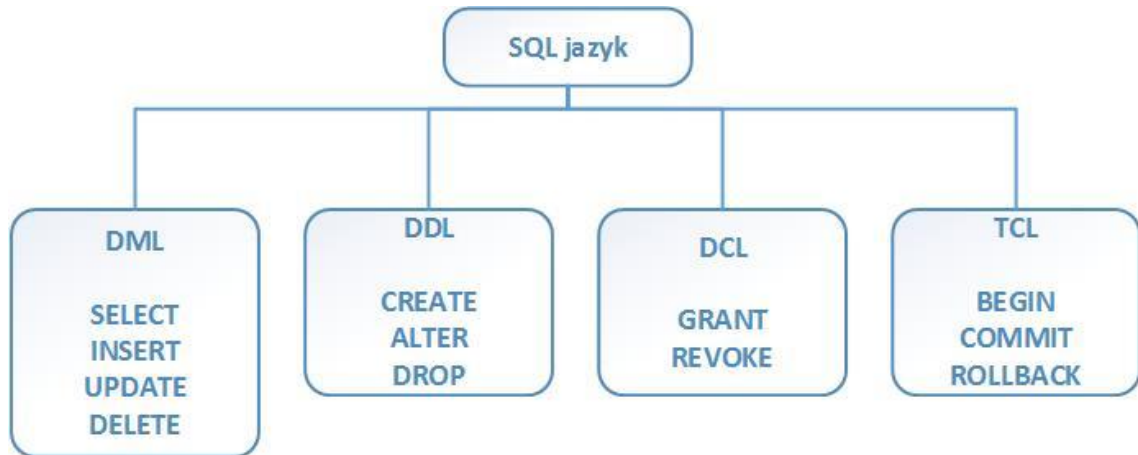 SQL jazyk
DML
SELECT
INSERT
UPDATE
DELETE
DDL
CREATE
ALTER
DROP
DCL
GRANT
REVOKE
TCL
BEGIN
COMMIT
ROLLBACK